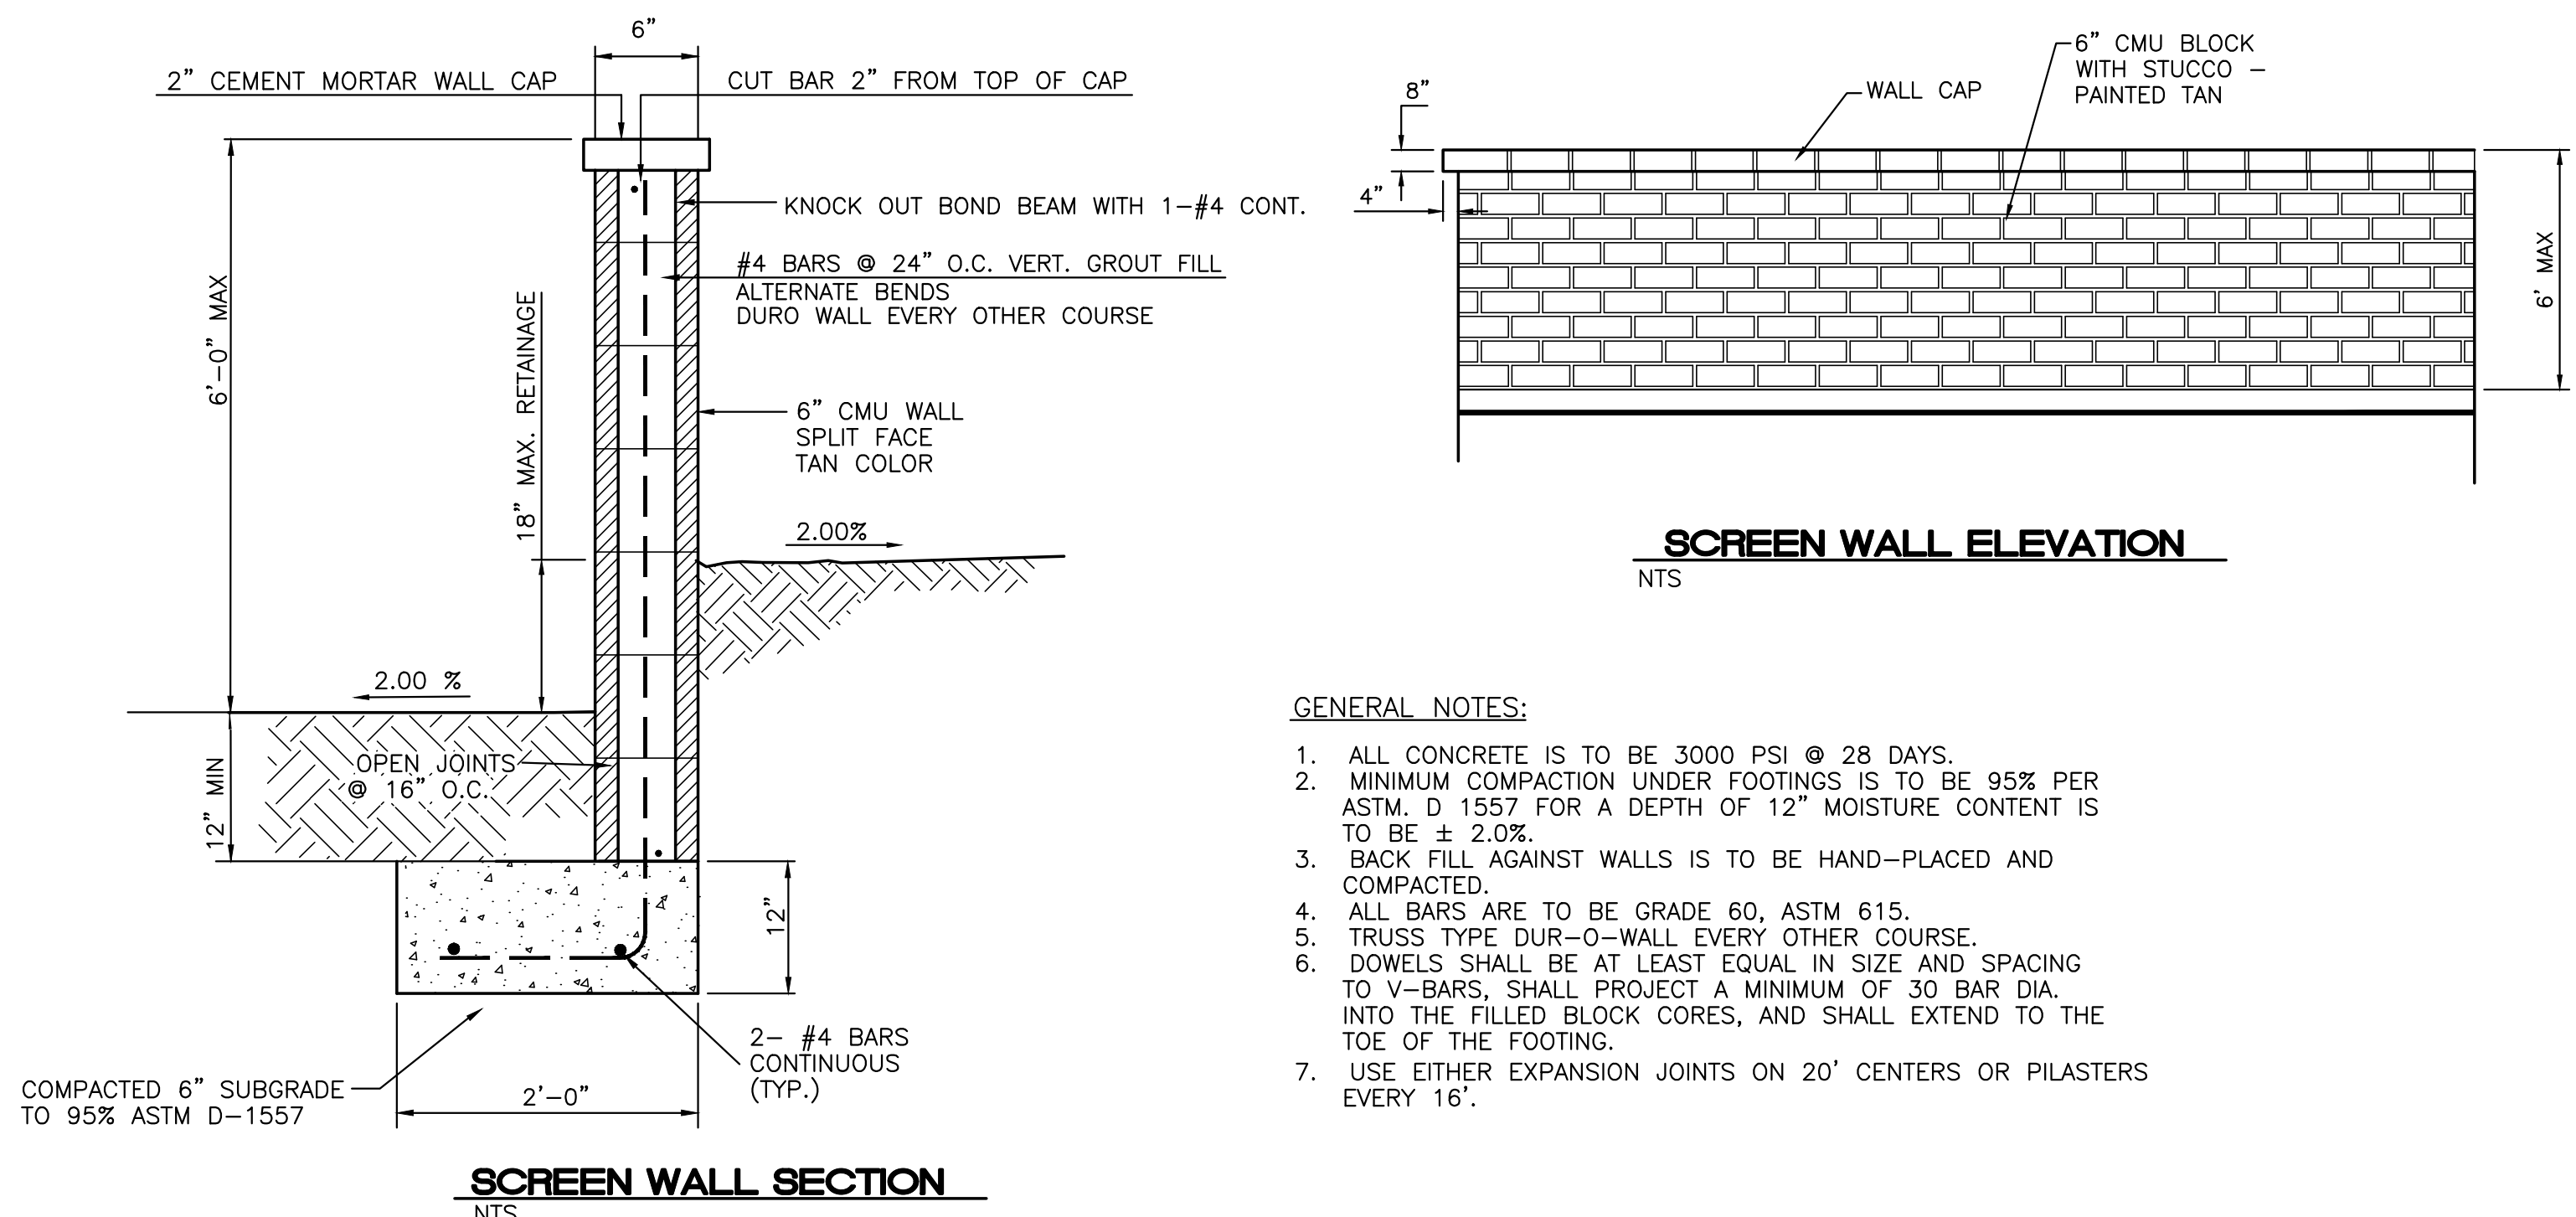 6”
2” CEMENT MORTAR WALL CAP
CUT BAR 2” FROM TOP OF CAP
KNOCK OUT BOND BEAM WITH 1-#4 CONT.
#4 BARS @ 24” O.C. VERT. GROUT FILL
ALTERNATE BENDS
DURO WALL EVERY OTHER COURSE
6'-0” MAX
18” MAX. RETAINAGE
6” CMU WALL
SPLIT FACE
TAN COLOR
2.00%
2.00 %
OPEN JOINTS
@ 16” O.C.
12” MIN
12”
2- #4 BARS
CONTINUOUS
(TYP.)
COMPACTED 6” SUBGRADE
TO 95% ASTM D-1557
2'-0”
SCREEN WALL SECTION
NTS
6” CMU BLOCK
WITH STUCCO -
PAINTED TAN
WALL CAP
8”
4”
6' MAX
SCREEN WALL ELEVATION
NTS
GENERAL NOTES:
1. ALL CONCRETE IS TO BE 3000 PSI @ 28 DAYS.
2. MINIMUM COMPACTION UNDER FOOTINGS IS TO BE 95% PER
ASTM. D 1557 FOR A DEPTH OF 12” MOISTURE CONTENT IS
TO BE ± 2.0%.
3. BACK FILL AGAINST WALLS IS TO BE HAND-PLACED AND
COMPACTED.
4. ALL BARS ARE TO BE GRADE 60, ASTM 615.
5. TRUSS TYPE DUR-O-WALL EVERY OTHER COURSE.
6. DOWELS SHALL BE AT LEAST EQUAL IN SIZE AND SPACING
TO V-BARS, SHALL PROJECT A MINIMUM OF 30 BAR DIA.
INTO THE FILLED BLOCK CORES, AND SHALL EXTEND TO THE
TOE OF THE FOOTING.
7. USE EITHER EXPANSION JOINTS ON 20' CENTERS OR PILASTERS
EVERY 16'.